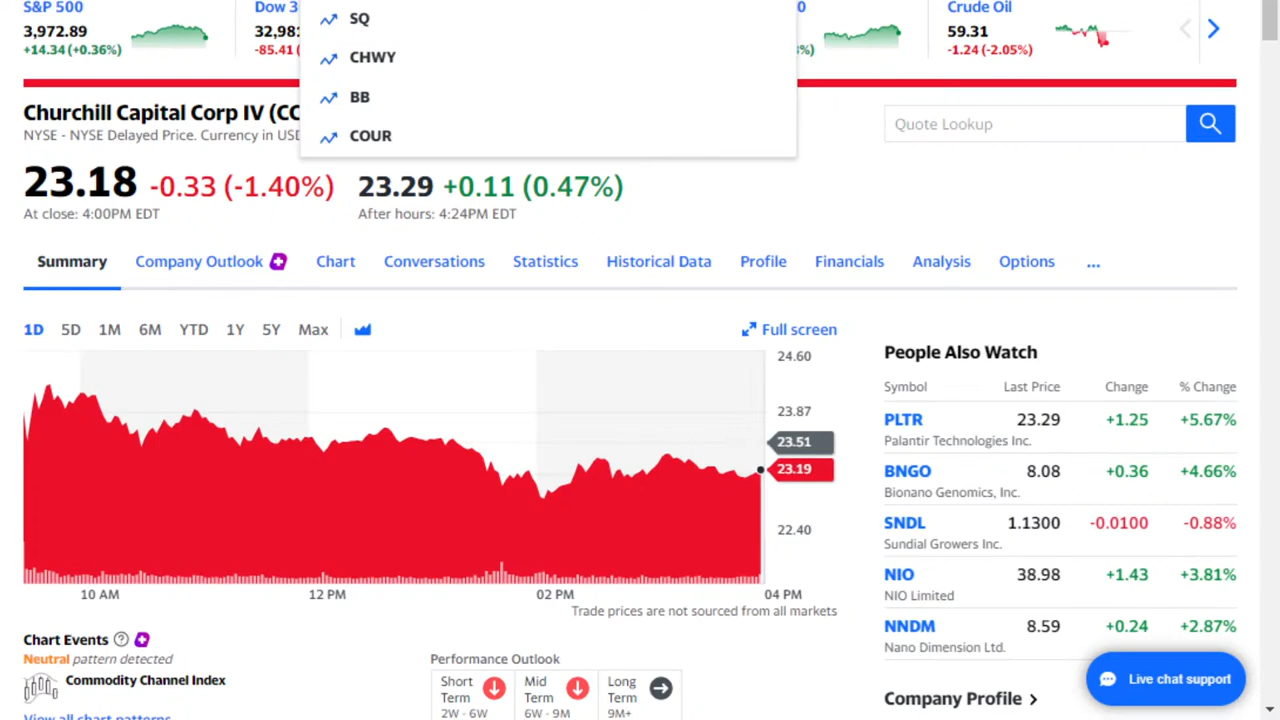 S&P 500
3,972.89
+14.34 (+0.36%)
Dow 3
32,981
-85.41 (
SQ
CHWY
BB
COUR
0
%)
Crude Oil
59.31
-1.24 (-2.05%)
Churchill Capital Corp IV (CC
NYSE - NYSE Delayed Price. Currency in USD
Quote Lookup
23.18 -0.33 (-1.40%)
At close: 4:00PM EDT
23.29 +0.11 (0.47%)
After hours: 4:24PM EDT
Summary Company Outlook Chart Conversations Statistics Historical Data Profile Financials Analysis Options ...
1D 5D 1M 6M YTD 1Y 5Y Max Full screen
24.60
23.87
23.51
23.19
22.40
10 AM 12 PM 02 PM 04 PM
Trade prices are not sourced from all markets
People Also Watch
Symbol Last Price Change % Change
PLTR 23.29 +1.25 +5.67%
Palantir Technologies Inc.
BNGO 8.08 +0.36 +4.66%
Bionano Genomics, Inc.
SNDL 1.1300 -0.0100 -0.88%
Sundial Growers Inc.
NIO 38.98 +1.43 +3.81%
NIO Limited
NNDM 8.59 +0.24 +2.87%
Nano Dimension Ltd.
Company Profile
Live chat support
Chart Events ?
Neutral pattern detected
Commodity Channel Index
View all chart patterns
Performance Outlook
Short Term
2W - 6W
Mid Term
6W - 9M
Long Term
9M+